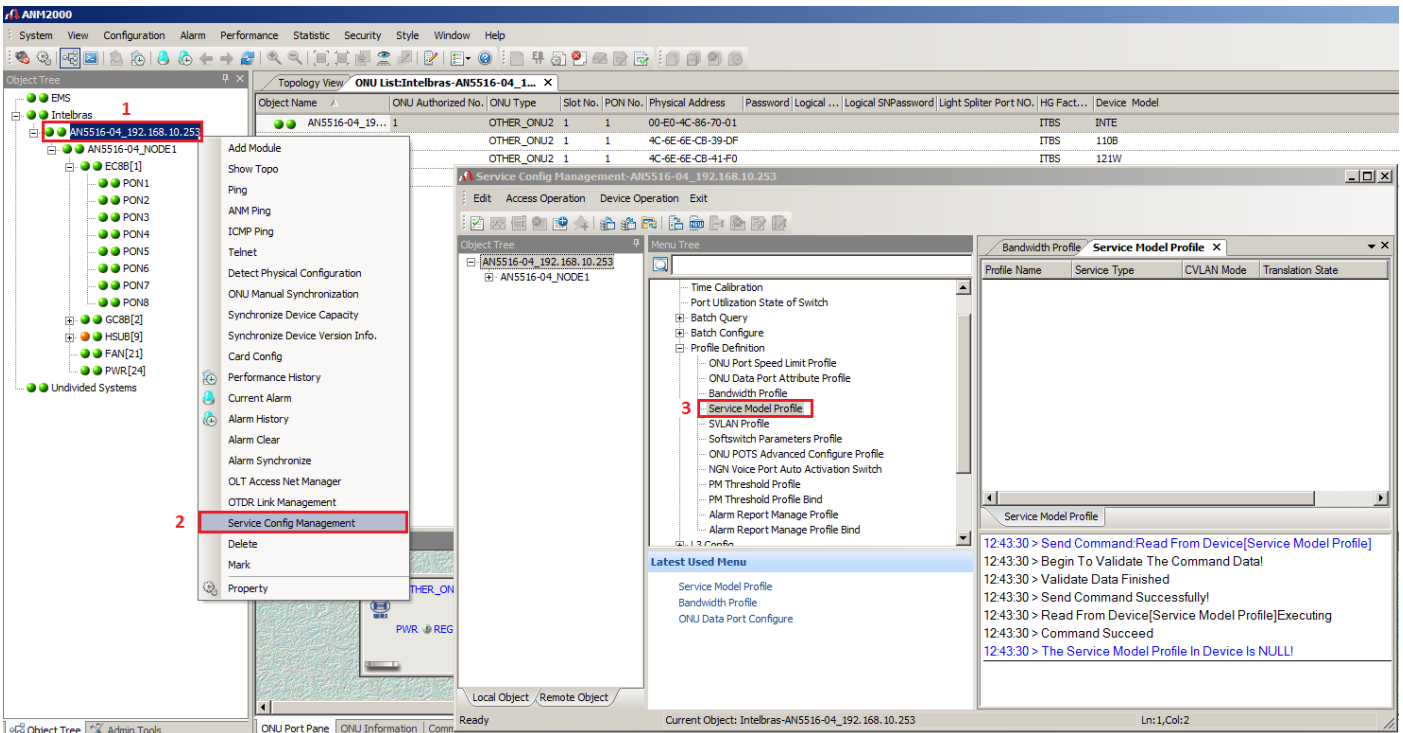 ANM2000
System View Configuration Alarm Performance Statistic Security Style Window Help
Object Tree
EMS
1
Intelbras
AN5516-04_192.168.10.253
AN5516-04_NODE1
EC8B[1]
PON1
PON2
PON3
PON4
PON5
PON6
PON7
PON8
GC8B[2]
HSUB[9]
FAN[21]
PWR[24]
Undivided Systems
Object Tree Admin Tools
Add Module
Show Topo
Ping
ANM Ping
ICMP Ping
Telnet
Detect Physical Configuration
ONU Manual Synchronization
Synchronize Device Capacity
Synchronize Device Version Info.
Card Config
Performance History
Current Alarm
Alarm History
Alarm Clear
Alarm Synchronize
OLT Access Net Manager
OTDR Link Management
2 Service Config Management
Delete
Mark
Property
Topology View ONU List:Intelbras-AN5516-04_1... X
Object Name ONU Authorized No. ONU Type Slot No. PON No. Physical Address Password Logical ... Logical SNPassword Light Spliter Port NO. HG Fact... Device Model
AN5516-04_19... 1 OTHER_ONU2 1 1 00-E0-4C-86-70-01 ITBS INTE
OTHER_ONU2 1 1 4C-6E-6E-CB-39-DF ITBS 110B
OTHER_ONU2 1 1 4C-6E-6E-CB-41-F0 ITBS 121W
THER_ON
PWR REG
ONU Port Pane ONU Information Comm
Service Config Management-AN5516-04_192.168.10.253
Edit Access Operation Device Operation Exit
Object Tree
AN5516-04_192.168.10.253
AN5516-04_NODE1
Local Object Remote Object
Menu Tree
Time Calibration
Port Utilization State of Switch
Batch Query
Batch Configure
Profile Definition
ONU Port Speed Limit Profile
ONU Data Port Attribute Profile
Bandwidth Profile
3 Service Model Profile
SVLAN Profile
Softswitch Parameters Profile
ONU POTS Advanced Configure Profile
NGN Voice Port Auto Activation Switch
PM Threshold Profile
PM Threshold Profile Bind
Alarm Report Manage Profile
Alarm Report Manage Profile Bind
L3 Config
Latest Used Menu
Service Model Profile
Bandwidth Profile
ONU Data Port Configure
Bandwidth Profile Service Model Profile X
Profile Name Service Type CVLAN Mode Translation State
Service Model Profile
12:43:30 > Send Command:Read From Device[Service Model Profile]
12:43:30 > Begin To Validate The Command Data!
12:43:30 > Validate Data Finished
12:43:30 > Send Command Successfully!
12:43:30 > Read From Device[Service Model Profile]Executing
12:43:30 > Command Succeed
12:43:30 > The Service Model Profile In Device Is NULL!
Ready Current Object: Intelbras-AN5516-04_192.168.10.253 Ln:1,Col:2